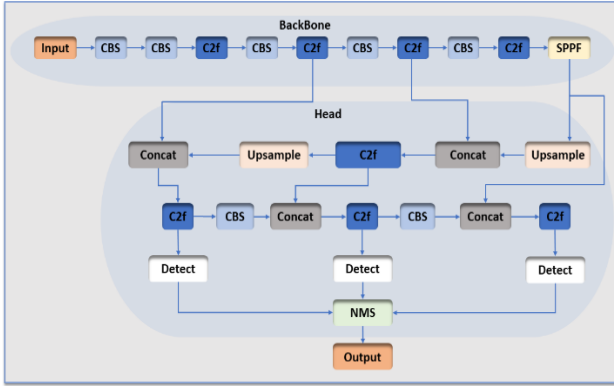 BackBone
Input CBS CBS C2f CBS C2f CBS C2f CBS C2f SPPF
Head
Concat Upsample C2f Concat Upsample
C2f CBS Concat C2f CBS Concat C2f
Detect Detect Detect
NMS
Output